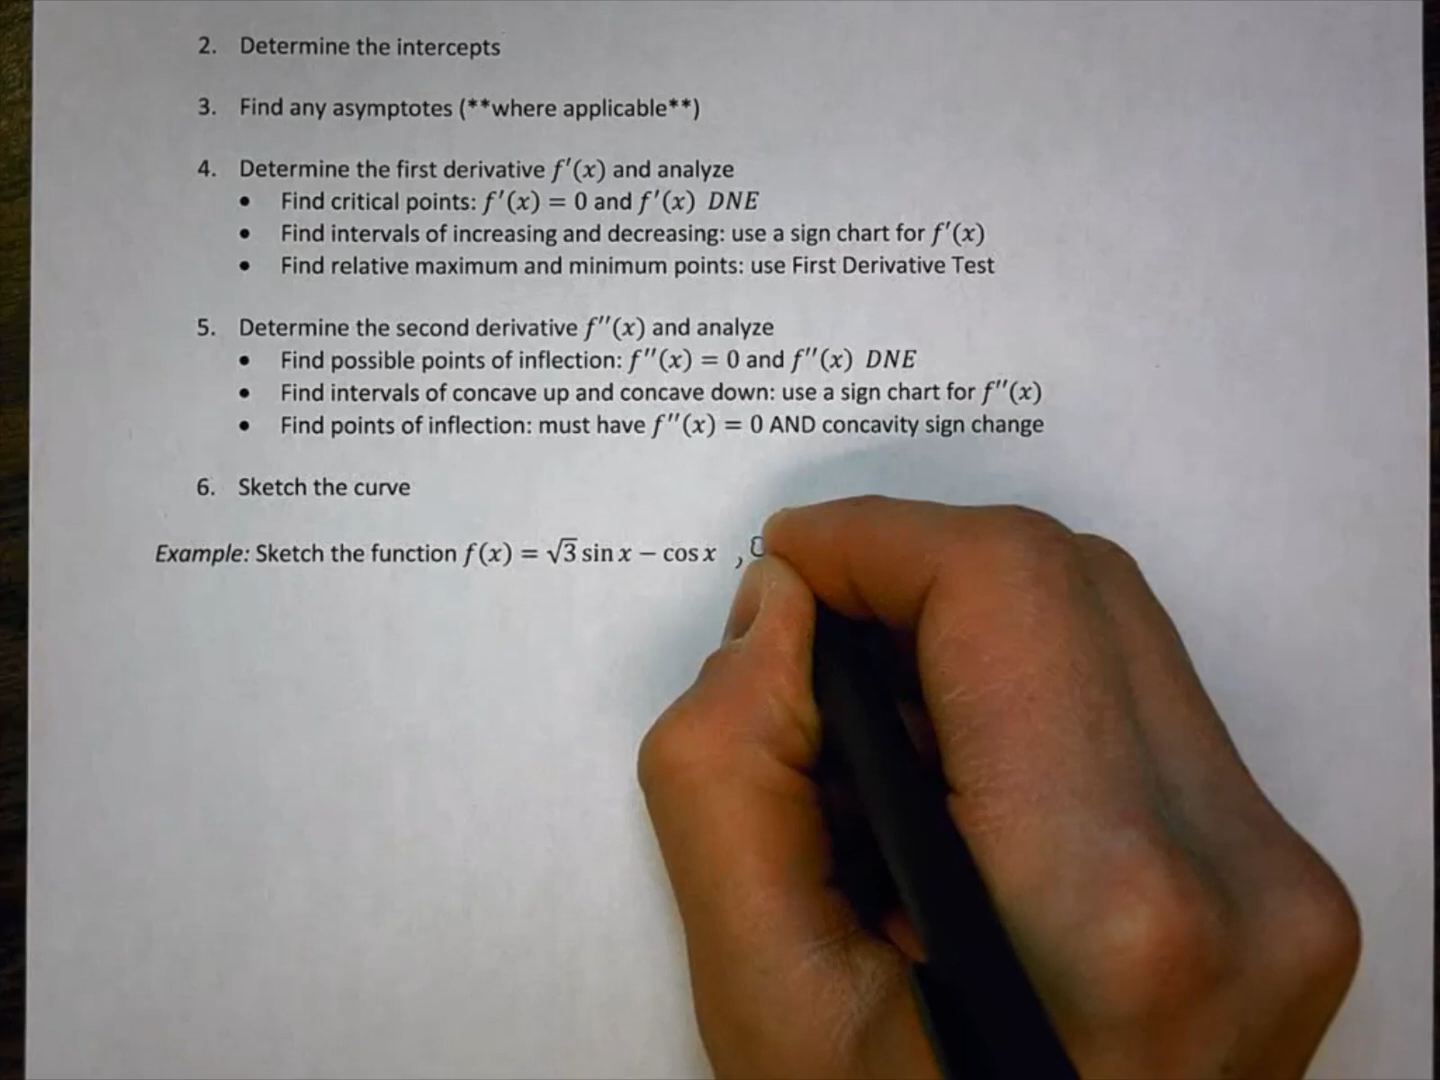 2. Determine the intercepts
3. Find any asymptotes (**where applicable**)
4. Determine the first derivative f′(x) and analyze
• Find critical points: f′(x) = 0 and f′(x) DNE
• Find intervals of increasing and decreasing: use a sign chart for f′(x)
• Find relative maximum and minimum points: use First Derivative Test
5. Determine the second derivative f″(x) and analyze
• Find possible points of inflection: f″(x) = 0 and f″(x) DNE
• Find intervals of concave up and concave down: use a sign chart for f″(x)
• Find points of inflection: must have f″(x) = 0 AND concavity sign change
6. Sketch the curve
Example: Sketch the function f(x) = √3 sin x − cos x ,